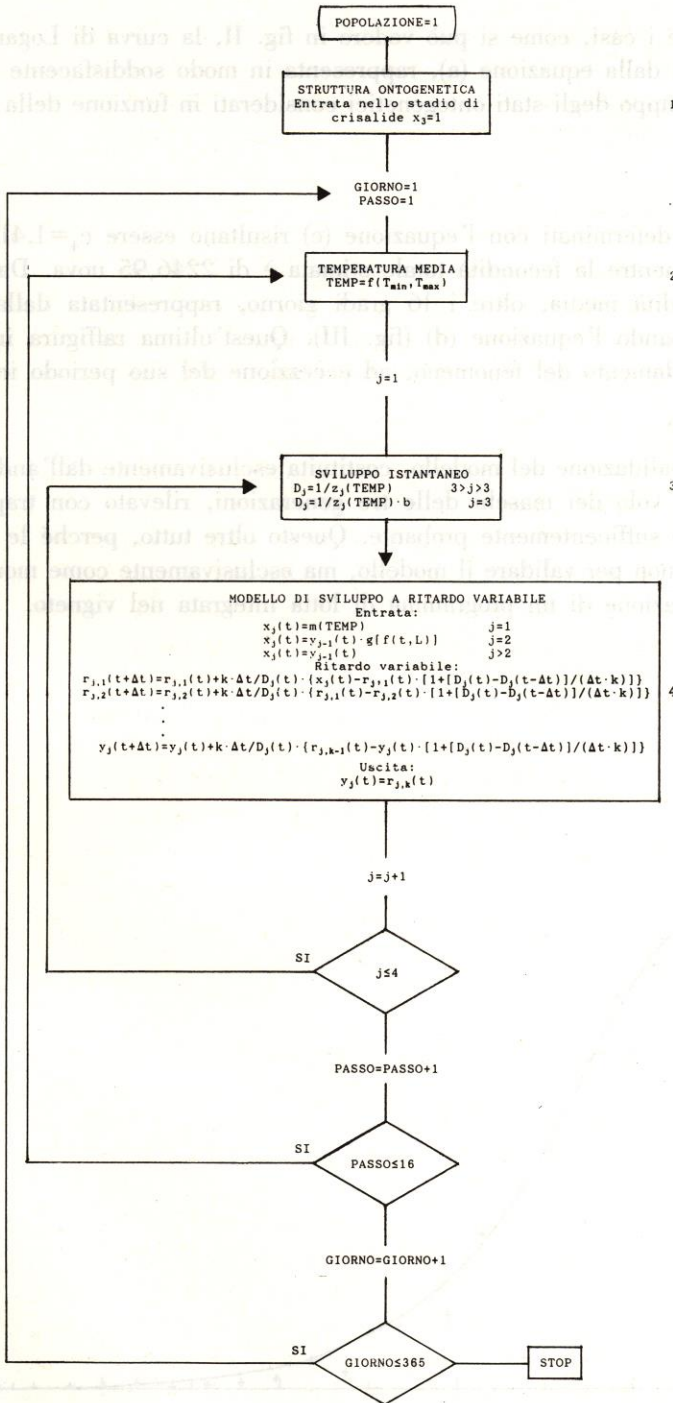 POPOLAZIONE=1
STRUTTURA ONTOGENETICA
Entrata nello stadio di
crisalide x₃=1
1
GIORNO=1
PASSO=1
TEMPERATURA MEDIA
TEMP=f(Tmin,Tmax)
2
j=1
SVILUPPO ISTANTANEO
Dj=1/zj(TEMP) 3>j>3
Dj=1/zj(TEMP)·b j=3
3
MODELLO DI SVILUPPO A RITARDO VARIABILE
Entrata:
xj(t)=m(TEMP) j=1
xj(t)=yj-1(t)·g[f(t,L)] j=2
xj(t)=yj-1(t) j>2
Ritardo variabile:
rj,1(t+Δt)=rj,1(t)+k·Δt/Dj(t)·{xj(t)-rj,1(t)·[1+[Dj(t)-Dj(t-Δt)]/(Δt·k)]}
rj,2(t+Δt)=rj,2(t)+k·Δt/Dj(t)·{rj,1(t)-rj,2(t)·[1+[Dj(t)-Dj(t-Δt)]/(Δt·k)]}
4
.
.
.
yj(t+Δt)=yj(t)+k·Δt/Dj(t)·{rj,k-1(t)-yj(t)·[1+[Dj(t)-Dj(t-Δt)]/(Δt·k)]}
Uscita:
yj(t)=rj,k(t)
j=j+1
SI
j≤4
PASSO=PASSO+1
SI
PASSO≤16
GIORNO=GIORNO+1
SI
GIORNO≤365
STOP